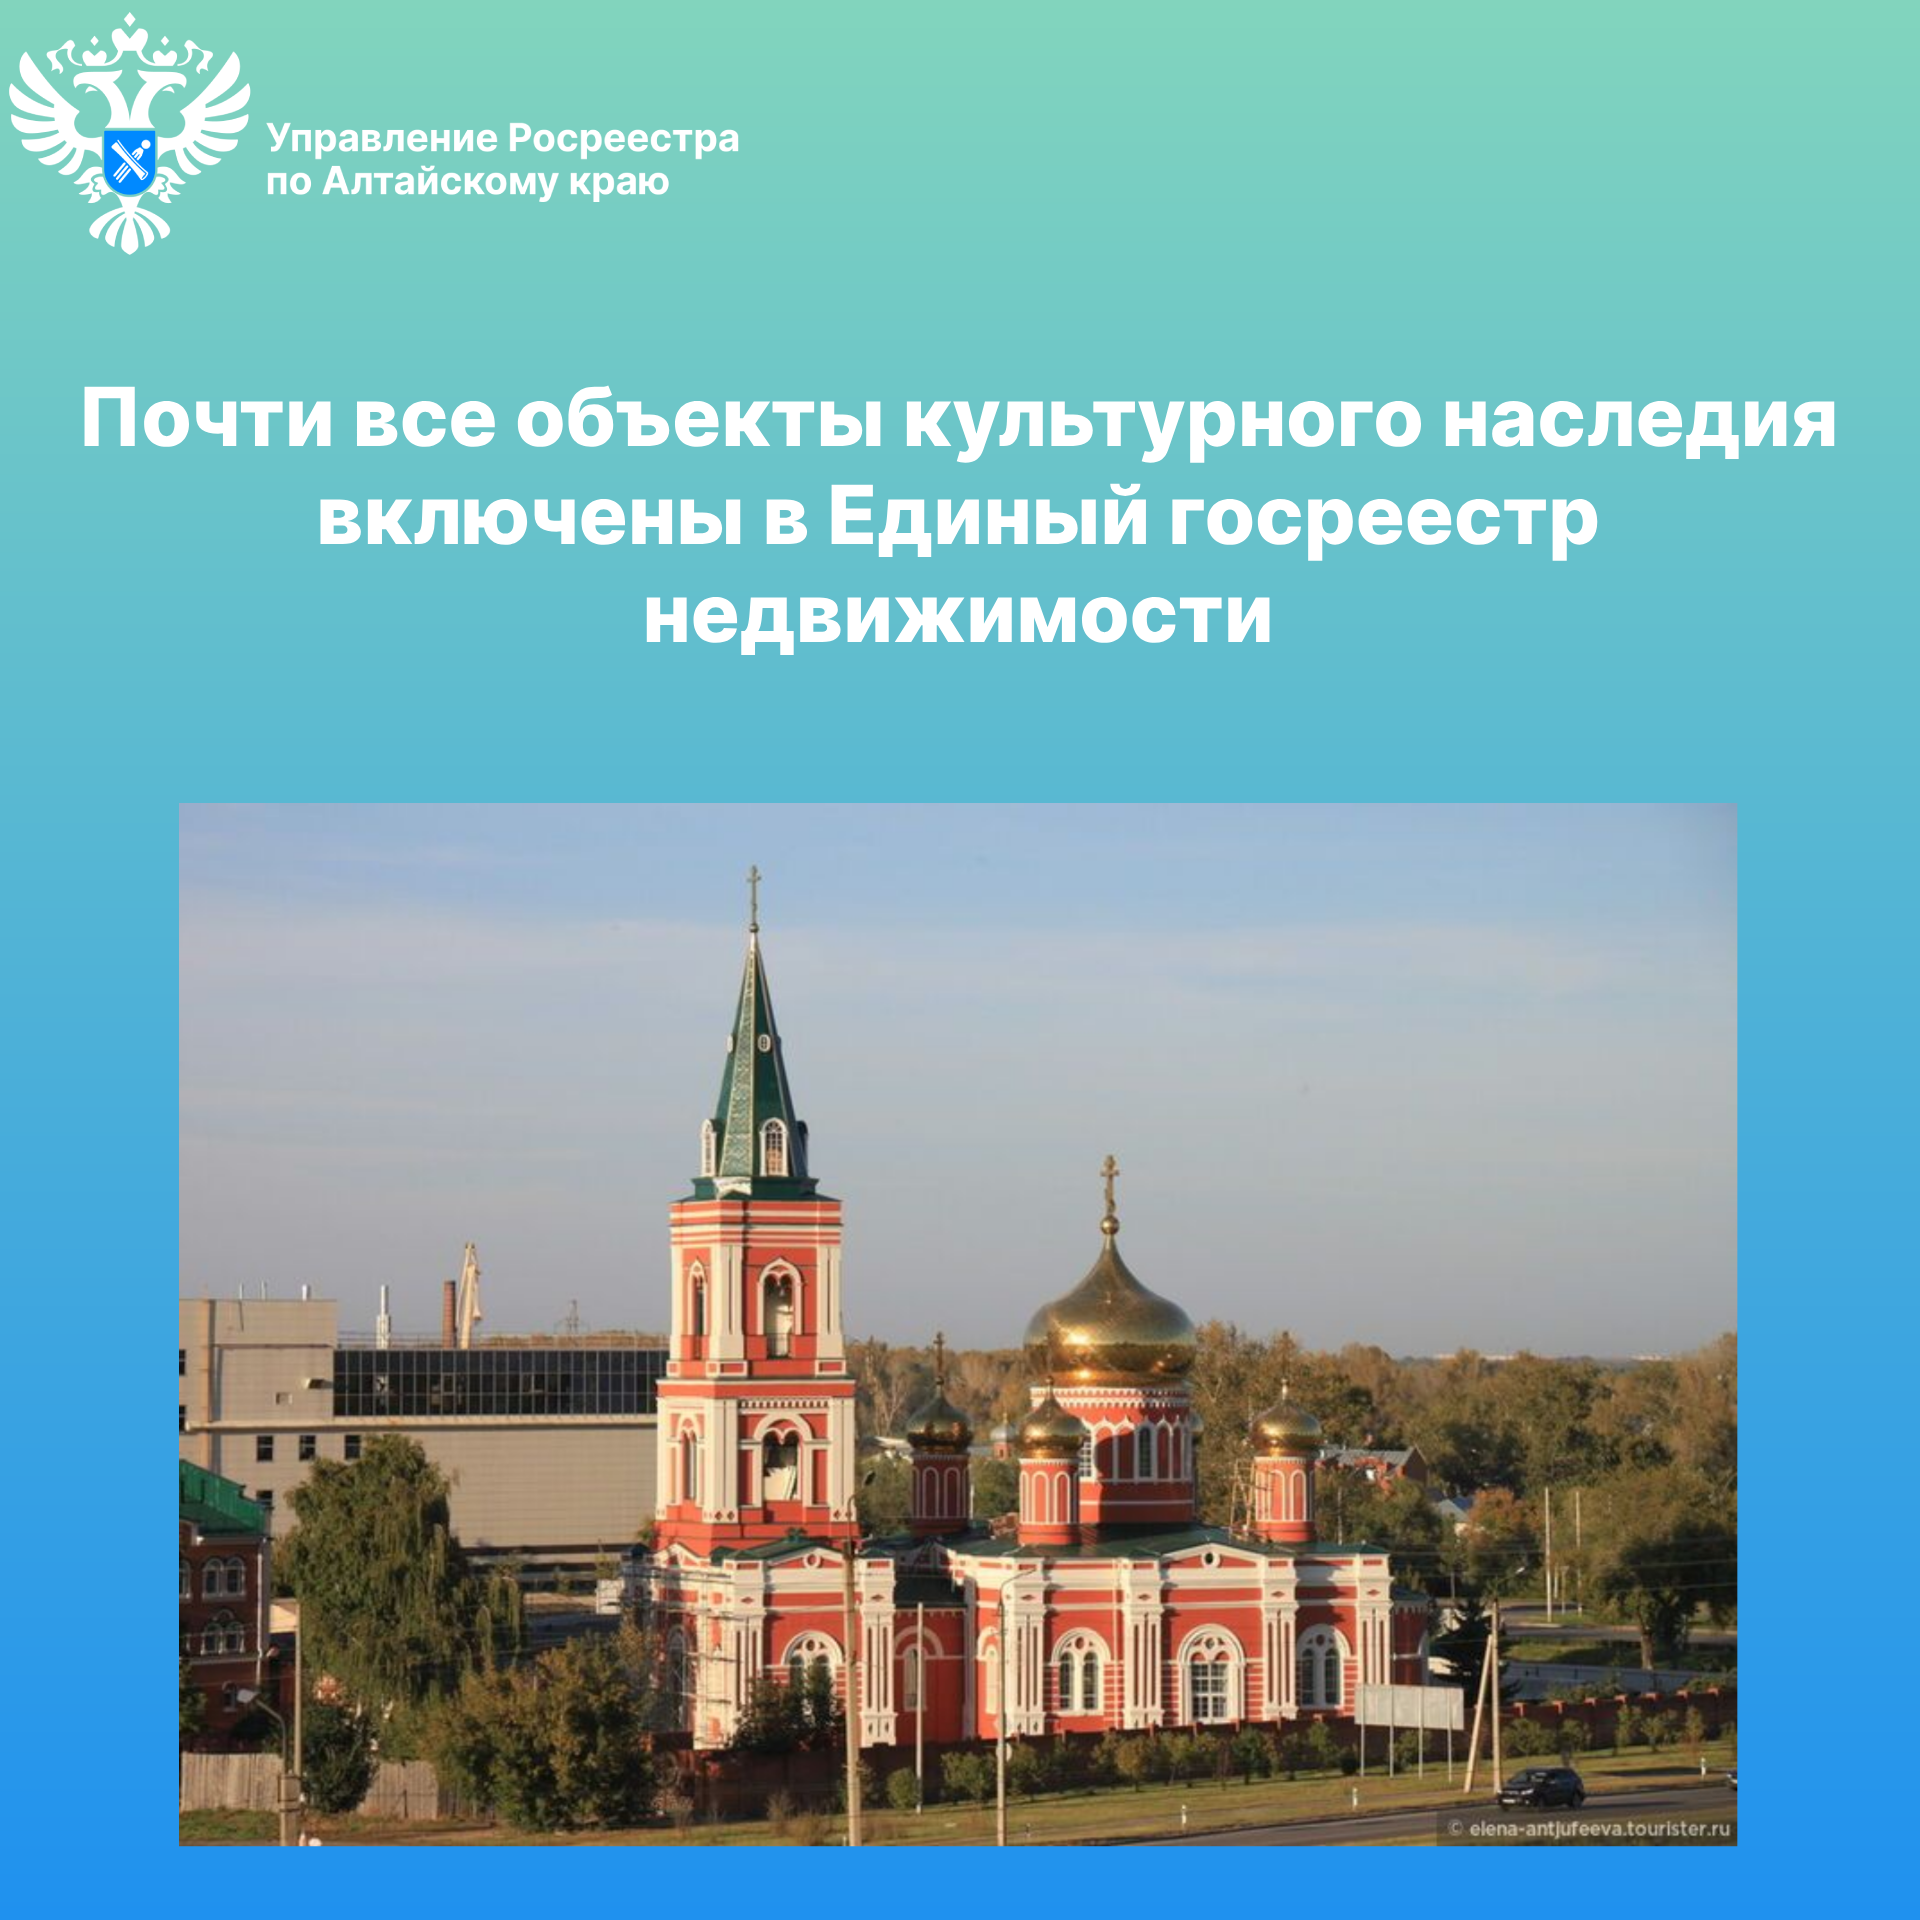 Управление Росреестра
по Алтайскому краю
Почти все объекты культурного наследия
включены в Единый госреестр
недвижимости
© elena-antjufeeva.tourister.ru